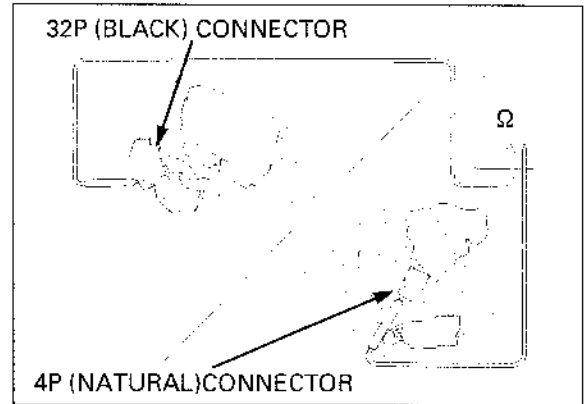 32P (BLACK) CONNECTOR
Ω
4P (NATURAL)CONNECTOR